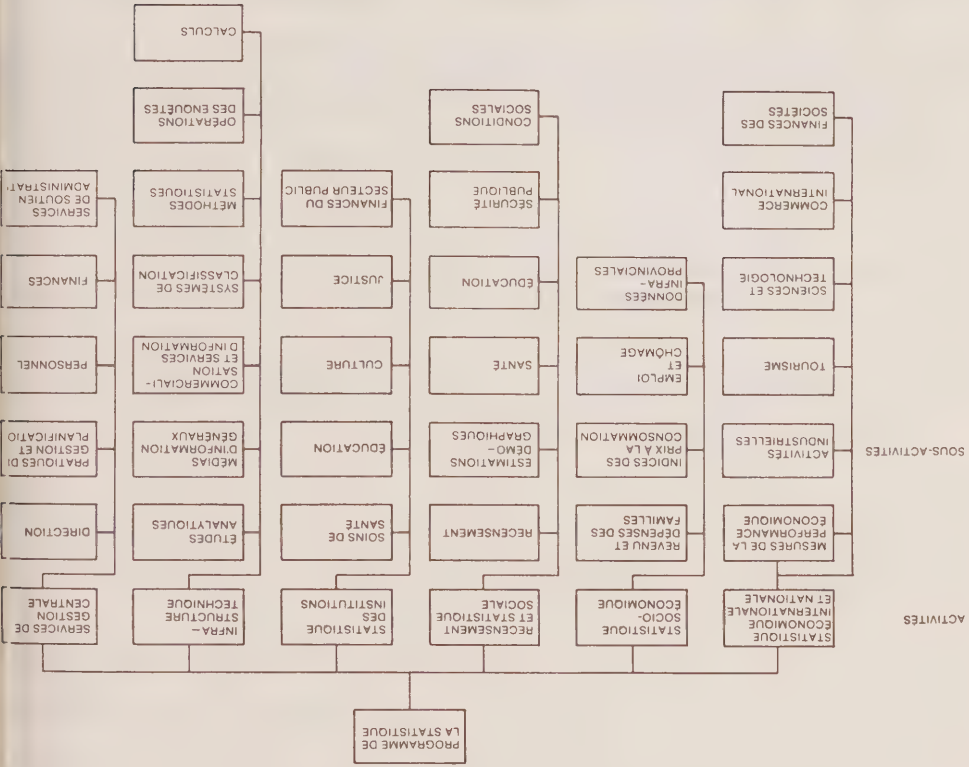 PROGRAMME DE
LA STATISTIQUE
ACTIVITÉS
STATISTIQUE
ÉCONOMIQUE
INTERNATIONALE
ET NATIONALE
STATISTIQUE
SOCIO-
ÉCONOMIQUE
RECENSEMENT
ET STATISTIQUE
SOCIALE
STATISTIQUE
DES
INSTITUTIONS
INFRA-
STRUCTURE
TECHNIQUE
SERVICES DE
GESTION
CENTRALE
SOUS-ACTIVITÉS
MESURES DE LA
PERFORMANCE
ÉCONOMIQUE
ACTIVITÉS
INDUSTRIELLES
TOURISME
SCIENCES ET
TECHNOLOGIE
COMMERCE
INTERNATIONAL
FINANCES DES
SOCIÉTÉS
REVENU ET
DÉPENSES DES
FAMILLES
INDICES DES
PRIX À LA
CONSOMMATION
EMPLOI
ET
CHÔMAGE
DONNÉES
INFRA-
PROVINCIALES
RECENSEMENT
ESTIMATIONS
DÉMO-
GRAPHIQUES
SANTÉ
ÉDUCATION
SÉCURITÉ
PUBLIQUE
CONDITIONS
SOCIALES
SOINS DE
SANTÉ
ÉDUCATION
CULTURE
JUSTICE
FINANCES DU
SECTEUR PUBLIC
ÉTUDES
ANALYTIQUES
MÉDIAS
D'INFORMATION
GÉNÉRAUX
COMMERCIALI-
SATION
ET SERVICES
D'INFORMATION
SYSTÈMES DE
CLASSIFICATION
MÉTHODES
STATISTIQUES
OPÉRATIONS
DES ENQUÊTES
CALCULS
DIRECTION
PRATIQUES
GESTION ET
PLANIFICATIO
PERSONNEL
FINANCES
SERVICES
DE SOUTIEN
ADMINISTRAT